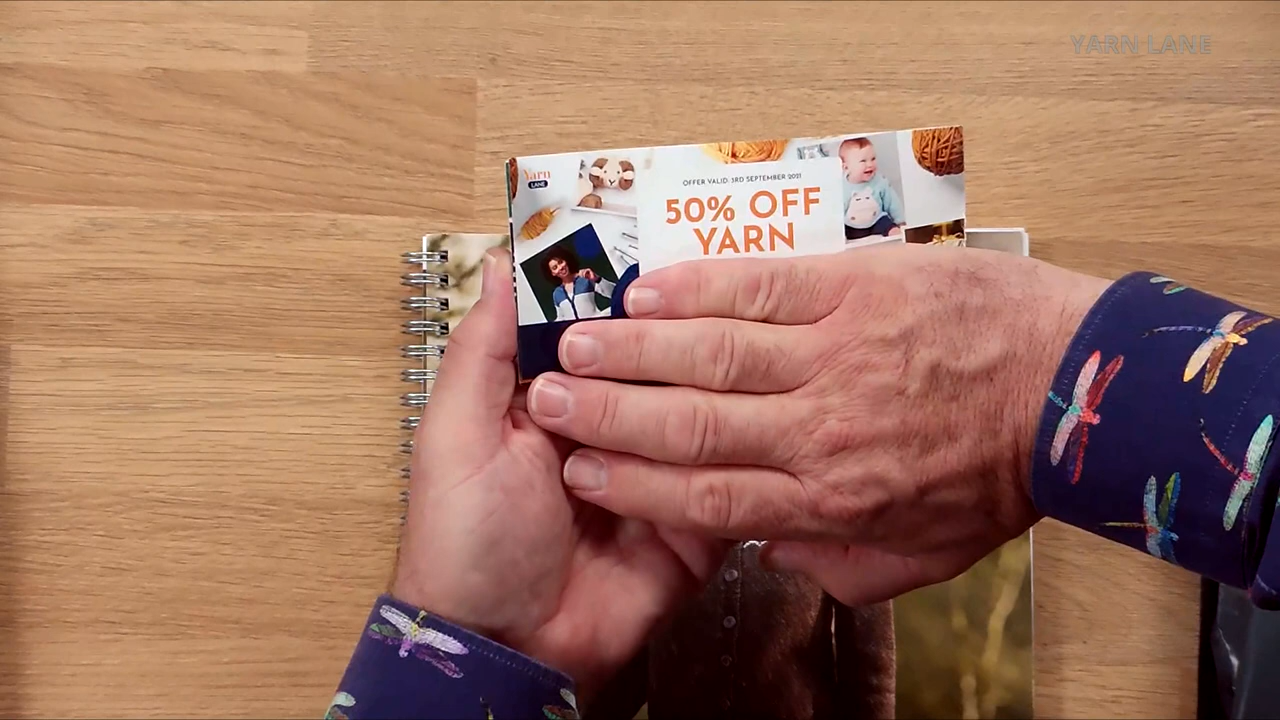 YARN LANE
Yarn
LANE
OFFER VALID: 3RD SEPTEMBER 2021
50% OFF
YARN